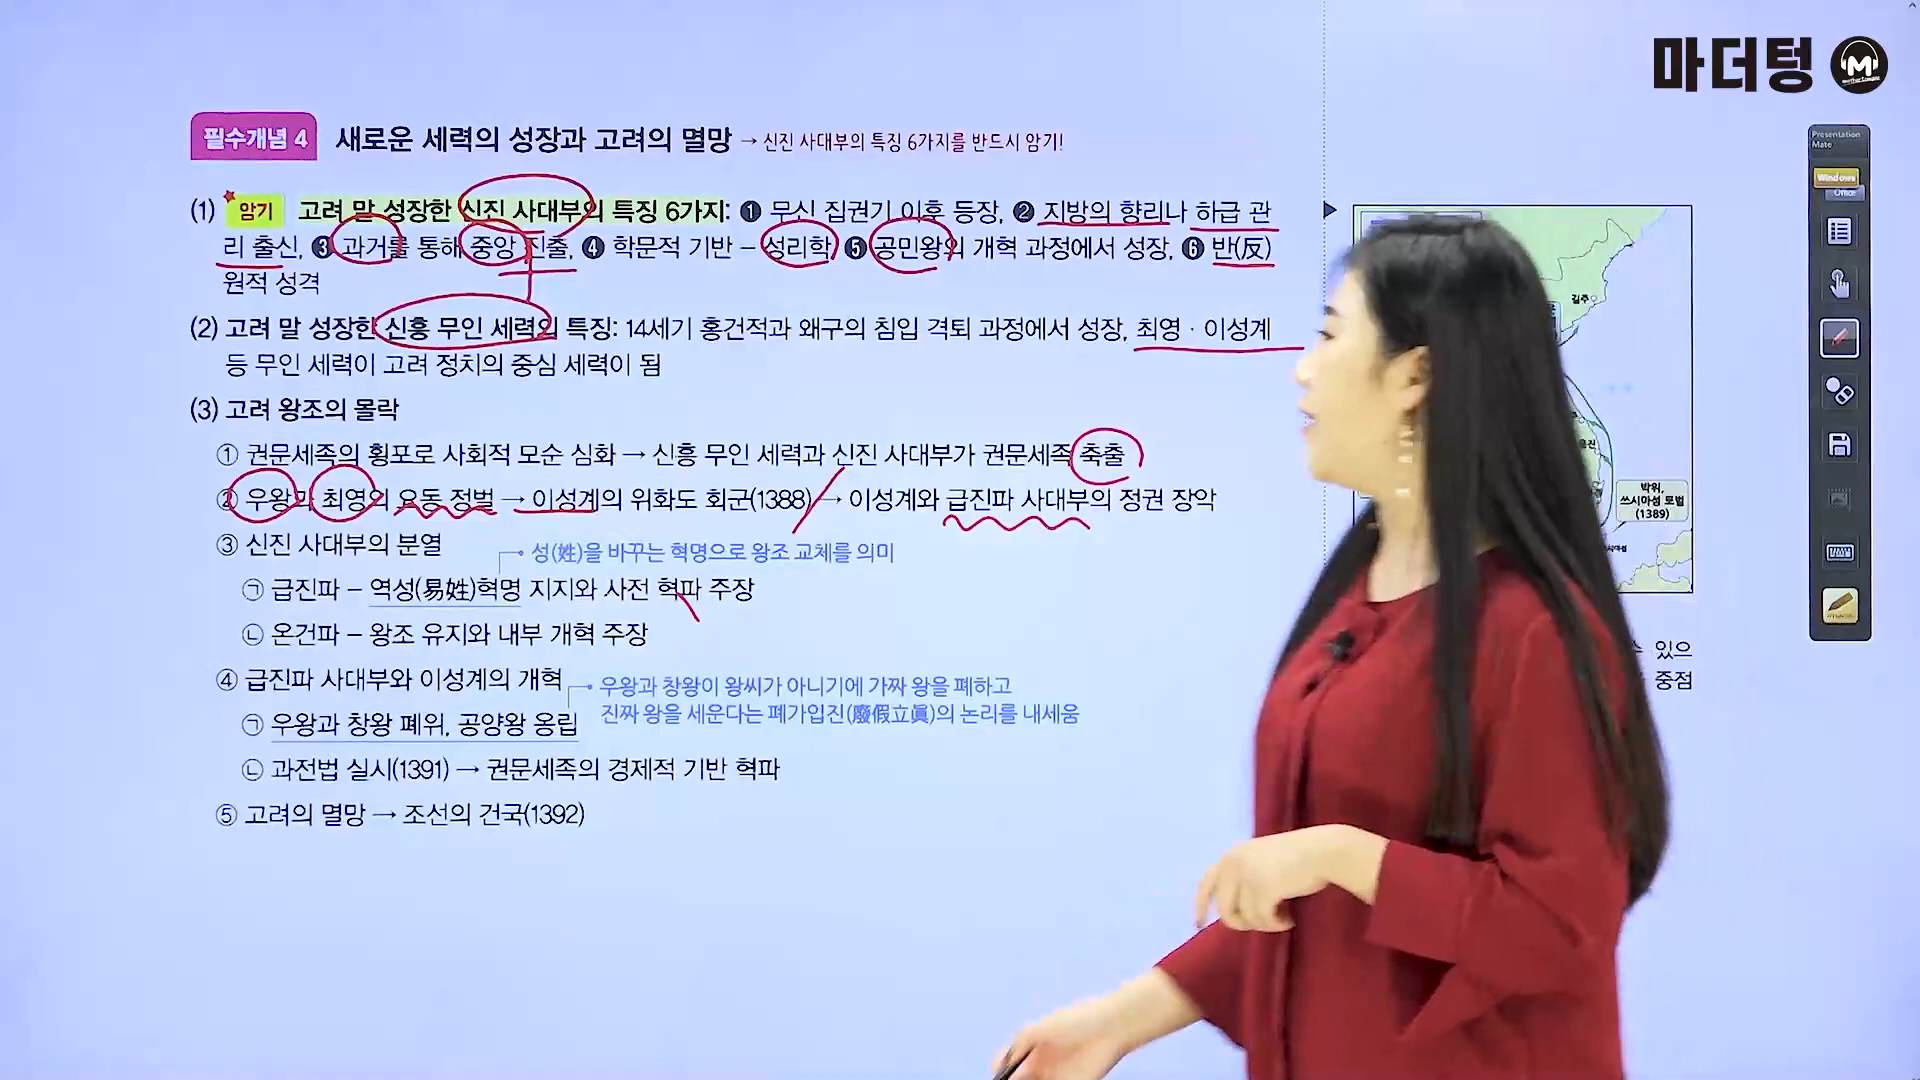 마더텅
M
Presentation
Mate
필수개념 4 새로운 세력의 성장과 고려의 멸망 → 신진 사대부의 특징 6가지를 반드시 암기!
(1) 암기 고려 말 성장한 신진 사대부의 특징 6가지: ❶ 무신 집권기 이후 등장, ❷ 지방의 향리나 하급 관
리 출신, ❸ 과거를 통해 중앙 진출, ❹ 학문적 기반 – 성리학, ❺ 공민왕의 개혁 과정에서 성장, ❻ 반(反)
원적 성격
(2) 고려 말 성장한 신흥 무인 세력의 특징: 14세기 홍건적과 왜구의 침입 격퇴 과정에서 성장, 최영 · 이성계
등 무인 세력이 고려 정치의 중심 세력이 됨
(3) 고려 왕조의 몰락
① 권문세족의 횡포로 사회적 모순 심화 → 신흥 무인 세력과 신진 사대부가 권문세족 축출
② 우왕과 최영의 요동 정벌 → 이성계의 위화도 회군(1388) → 이성계와 급진파 사대부의 정권 장악
③ 신진 사대부의 분열
성(姓)을 바꾸는 혁명으로 왕조 교체를 의미
㉠ 급진파 – 역성(易姓)혁명 지지와 사전 혁파 주장
㉡ 온건파 – 왕조 유지와 내부 개혁 주장
④ 급진파 사대부와 이성계의 개혁
우왕과 창왕이 왕씨가 아니기에 가짜 왕을 폐하고
진짜 왕을 세운다는 폐가입진(廢假立眞)의 논리를 내세움
㉠ 우왕과 창왕 폐위, 공양왕 옹립
㉡ 과전법 실시(1391) → 권문세족의 경제적 기반 혁파
⑤ 고려의 멸망 → 조선의 건국(1392)
길주
박위,
쓰시마섬 토벌
(1389)
있으
중점
Windows
Office